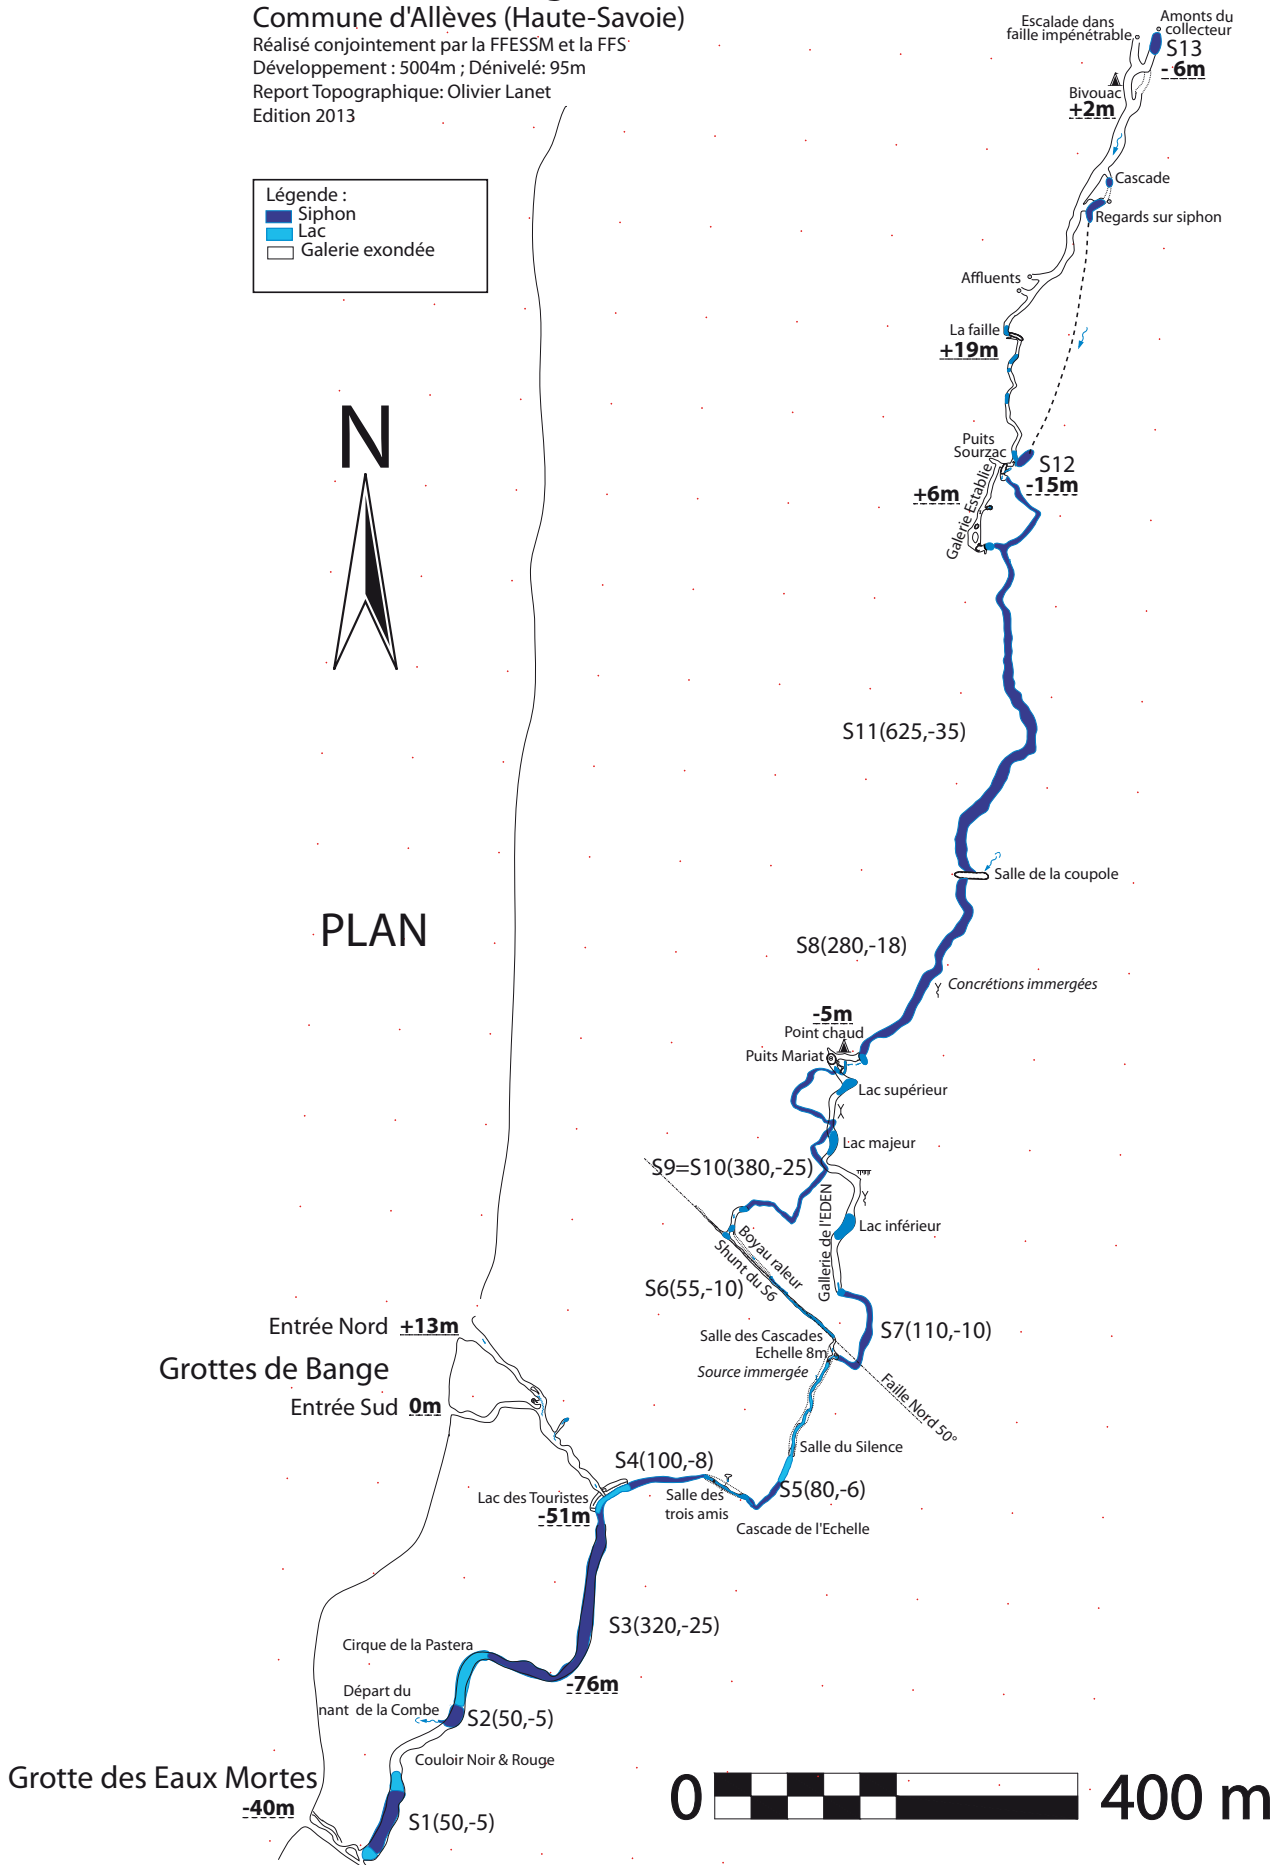 Commune d'Allèves (Haute-Savoie)
Réalisé conjointement par la FFESSM et la FFS
Développement : 5004m ; Dénivelé: 95m
Report Topographique: Olivier Lanet
Edition 2013
Légende :
Siphon
Lac
Galerie exondée
Escalade dans
faille impénétrable
Amonts du
collecteur
S13
- 6m
Bivouac
+2m
Cascade
Regards sur siphon
Affluents
La faille
+19m
N
Puits
Sourzac
S12
-15m
+6m
Galerie Establie
S11(625,-35)
Salle de la coupole
PLAN
S8(280,-18)
Concrétions immergées
-5m
Point chaud
Puits Mariat
Lac supérieur
Lac majeur
S9=S10(380,-25)
Gallerie de l'EDEN
Lac inférieur
Boyau raleur
Shunt du S6
S6(55,-10)
S7(110,-10)
Entrée Nord +13m
Salle des Cascades
Echelle 8m
Source immergée
Grottes de Bange
Faille Nord 50°
Entrée Sud 0m
Salle du Silence
S4(100,-8)
S5(80,-6)
Lac des Touristes
-51m
Salle des
trois amis
Cascade de l'Echelle
S3(320,-25)
Cirque de la Pastera
-76m
Départ du
nant de la Combe
S2(50,-5)
Couloir Noir & Rouge
Grotte des Eaux Mortes
-40m
S1(50,-5)
0
400 m